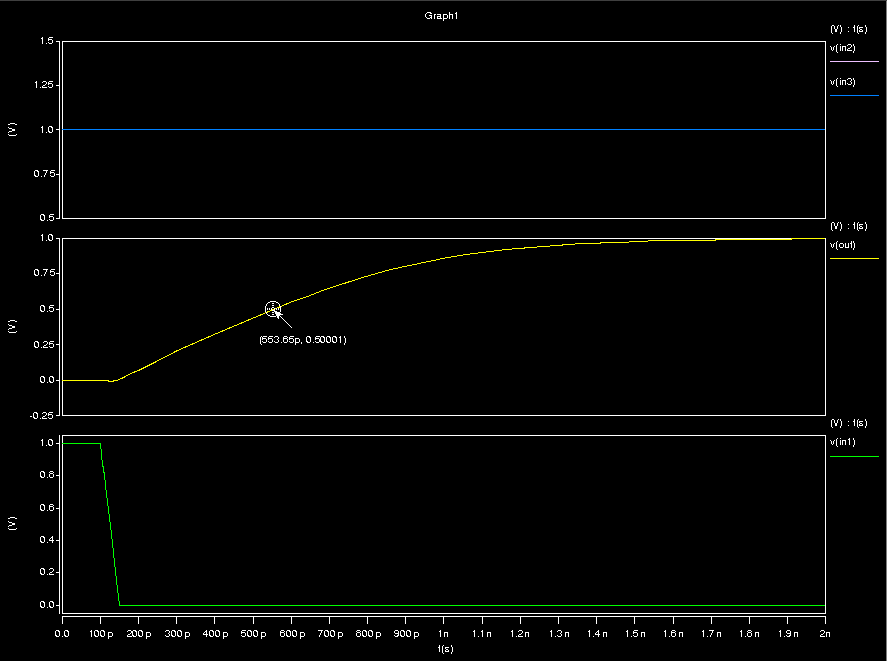 Graph1
(V) : t(s)
v(in2)
v(in3)
1.5
1.25
1.0
0.75
0.5
(V)
(V) : t(s)
v(out)
1.0
0.75
0.5
0.25
0.0
-0.25
(V)
(553.65p, 0.50001)
(V) : t(s)
v(in1)
1.0
0.8
0.6
0.4
0.2
0.0
(V)
0.0 100p 200p 300p 400p 500p 600p 700p 800p 900p 1n 1.1n 1.2n 1.3n 1.4n 1.5n 1.6n 1.7n 1.8n 1.9n 2n
t(s)